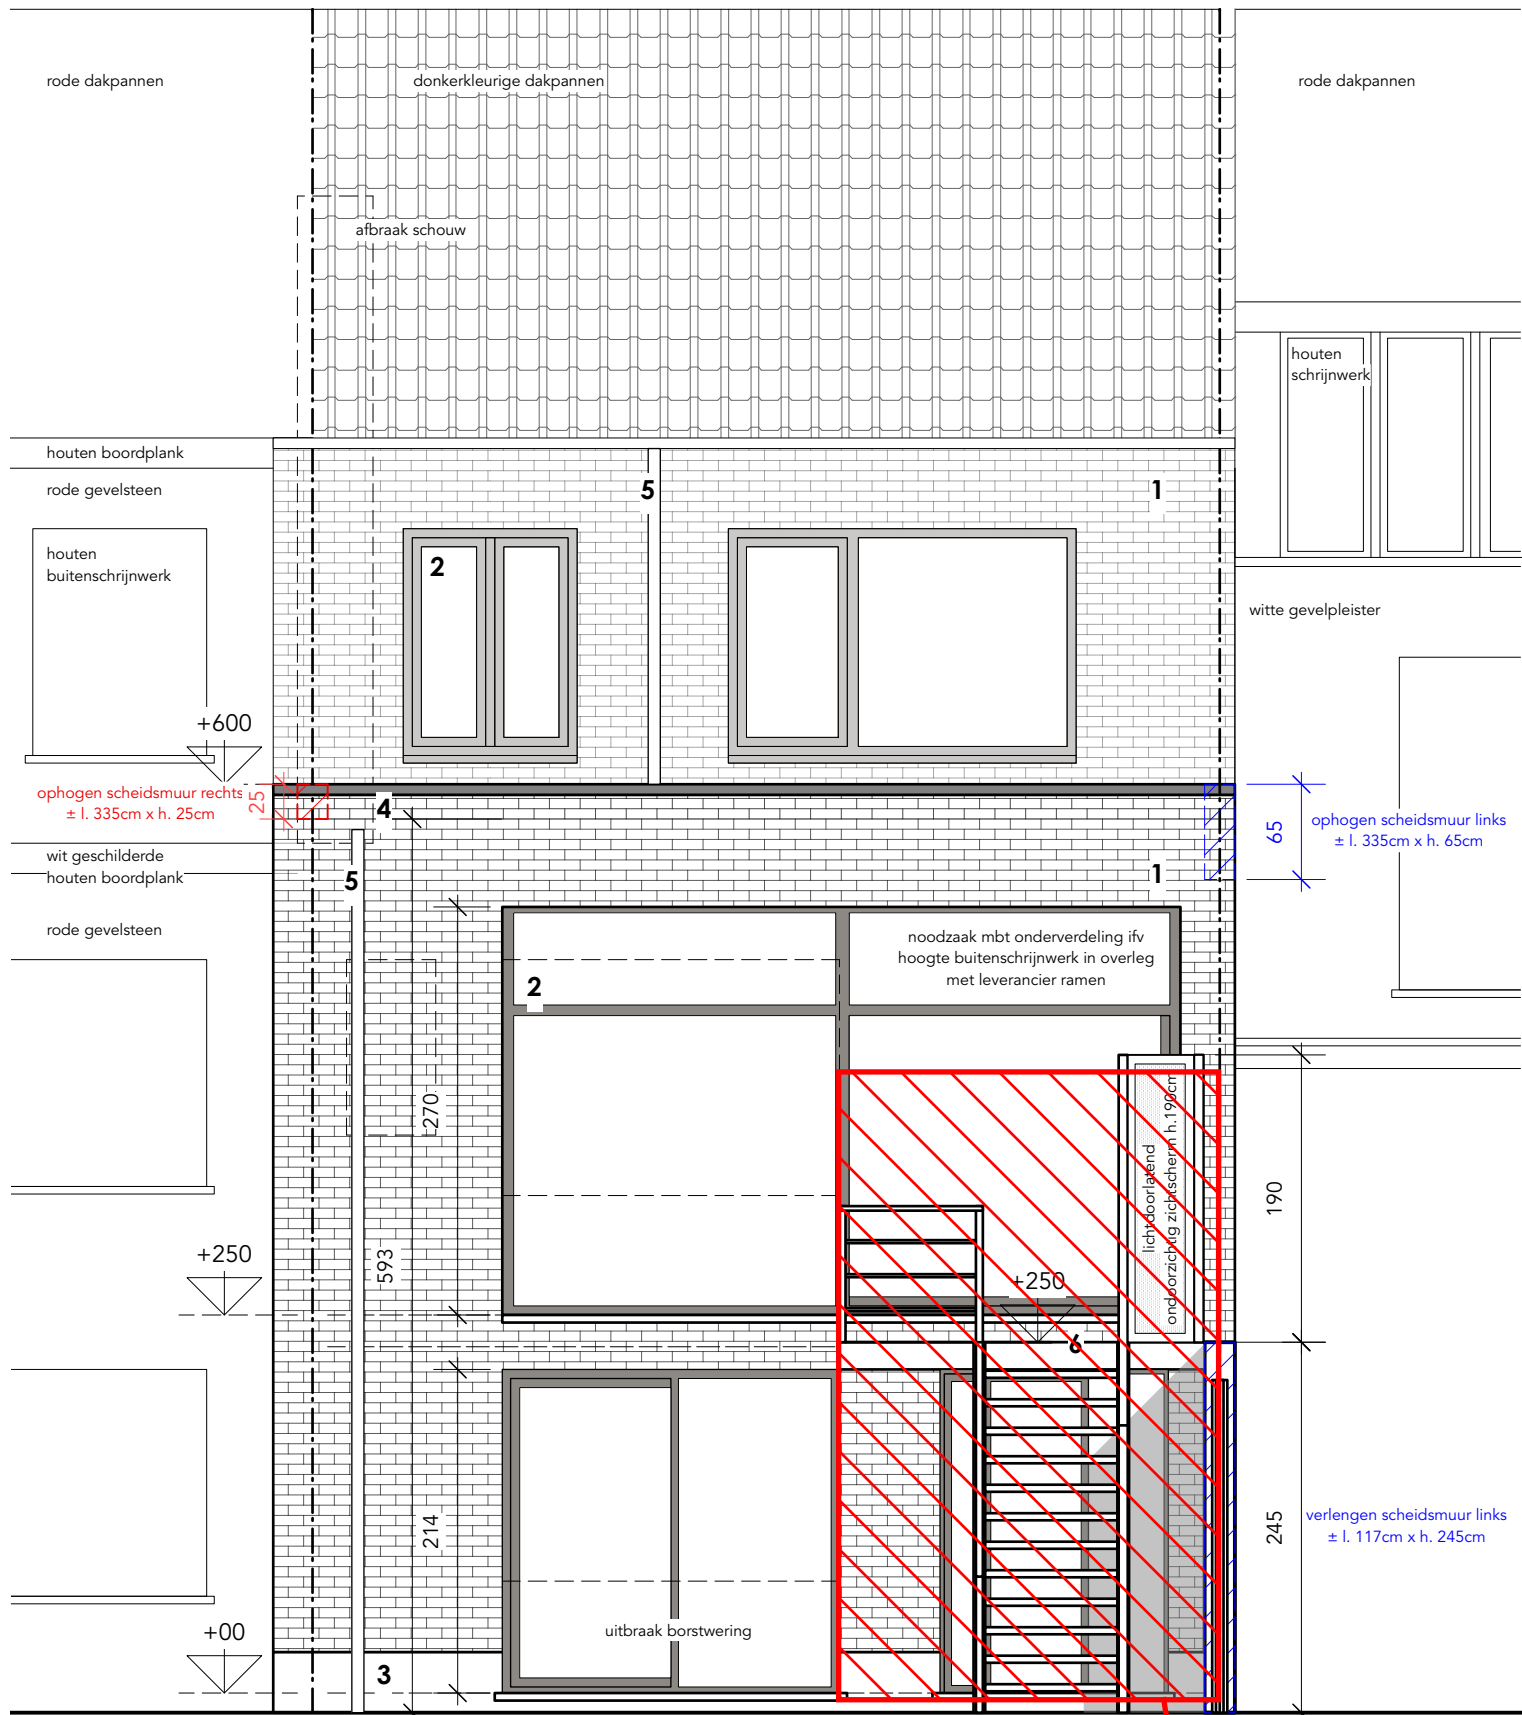 rode dakpannen
donkerkleurige dakpannen
rode dakpannen
afbraak schouw
houten
schrijnwerk
houten boordplank
rode gevelsteen
5
1
houten
buitenschrijnwerk
2
witte gevelpleister
+600
ophogen scheidsmuur rechts
± l. 335cm x h. 25cm
25
4
65
ophogen scheidsmuur links
± l. 335cm x h. 65cm
wit geschilderde
houten boordplank
5
1
rode gevelsteen
noodzaak mbt onderverdeling ifv
hoogte buitenschrijnwerk in overleg
met leverancier ramen
2
270
lichtdoorlatend
ondoorzichtig zichtscherm h.190cm
190
+250
593
+250
6
214
245
verlengen scheidsmuur links
± l. 117cm x h. 245cm
uitbraak borstwering
+00
3